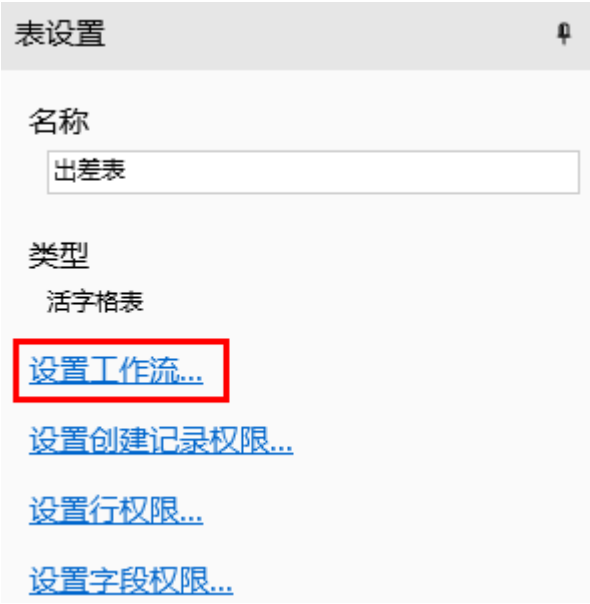 表设置
名称
出差表
类型
活字格表
设置工作流...
设置创建记录权限...
设置行权限...
设置字段权限...